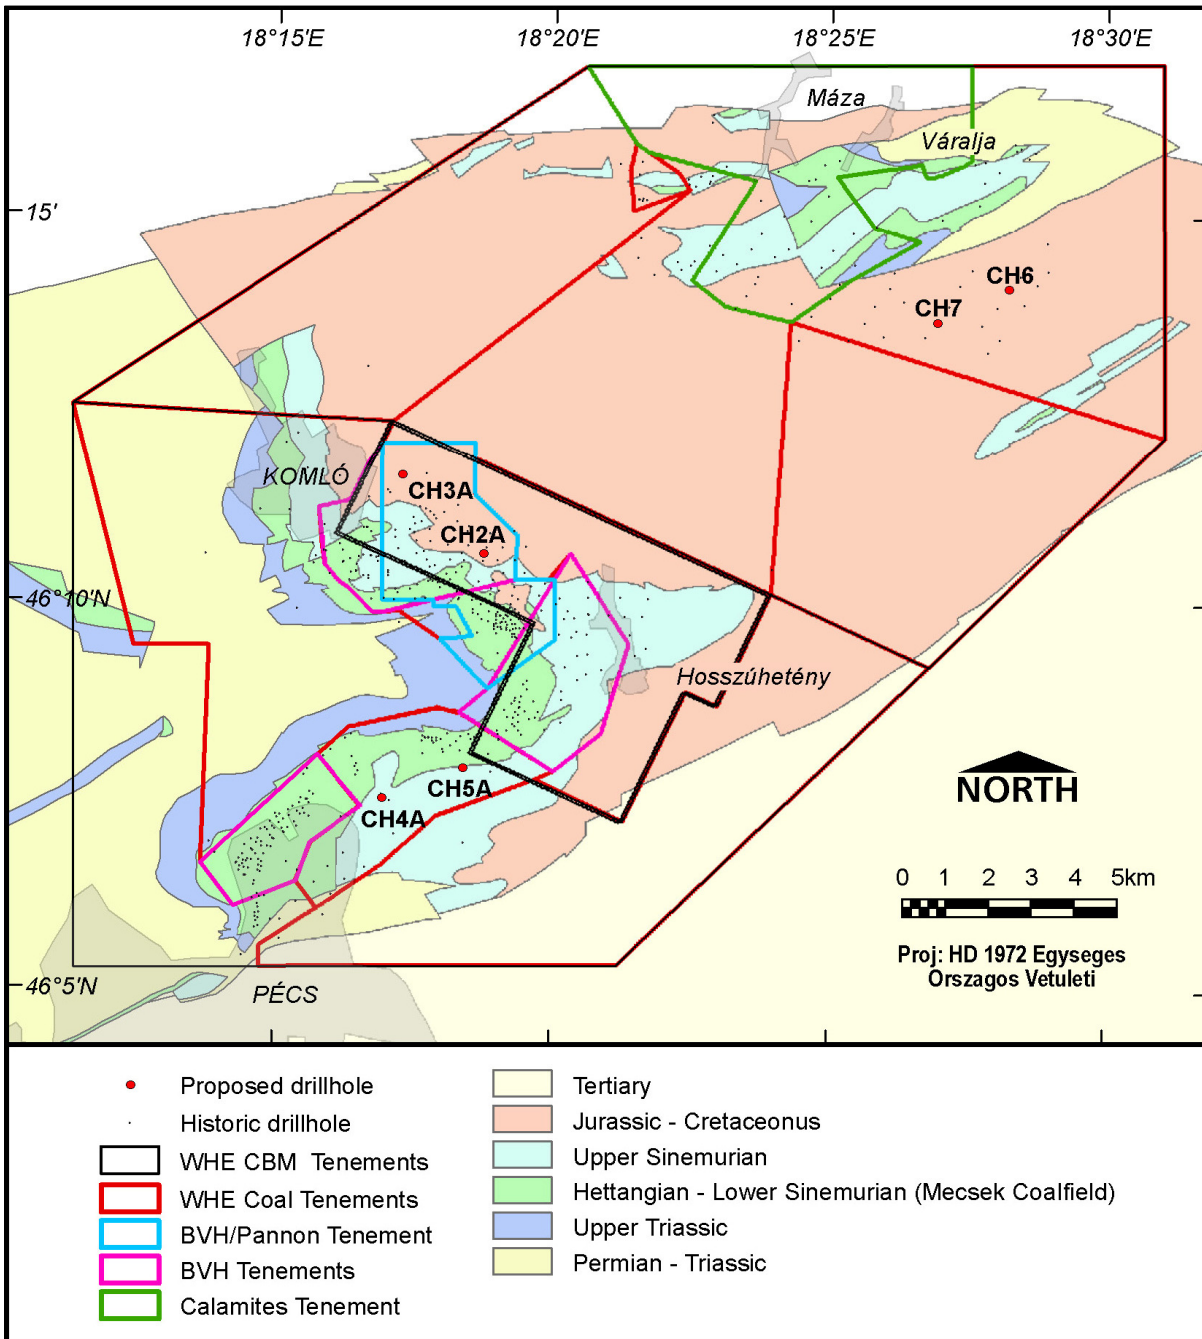 18°15'E
18°20'E
18°25'E
18°30'E
Máza
Váralja
15'
CH6
CH7
KOMLÓ
CH3A
CH2A
46°10'N
Hosszúhetény
CH5A
CH4A
NORTH
0 1 2 3 4 5km
Proj: HD 1972 Egyseges
Orszagos Vetuleti
46°5'N
PÉCS
Proposed drillhole
Historic drillhole
WHE CBM Tenements
WHE Coal Tenements
BVH/Pannon Tenement
BVH Tenements
Calamites Tenement
Tertiary
Jurassic - Cretaceonus
Upper Sinemurian
Hettangian - Lower Sinemurian (Mecsek Coalfield)
Upper Triassic
Permian - Triassic